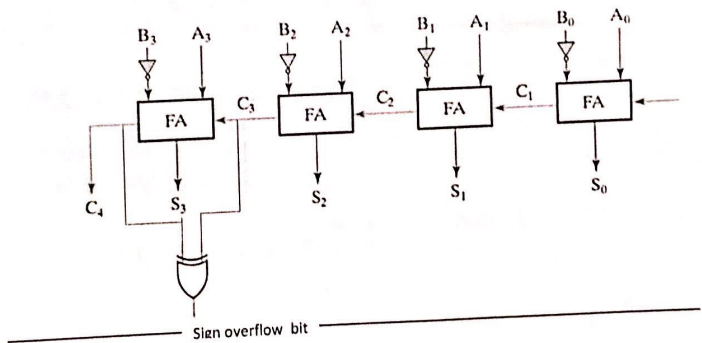 B₃ A₃ B₂ A₂ B₁ A₁ B₀ A₀
FA C₃ FA C₂ FA C₁ FA
C₄ S₃ S₂ S₁ S₀
Sign overflow bit